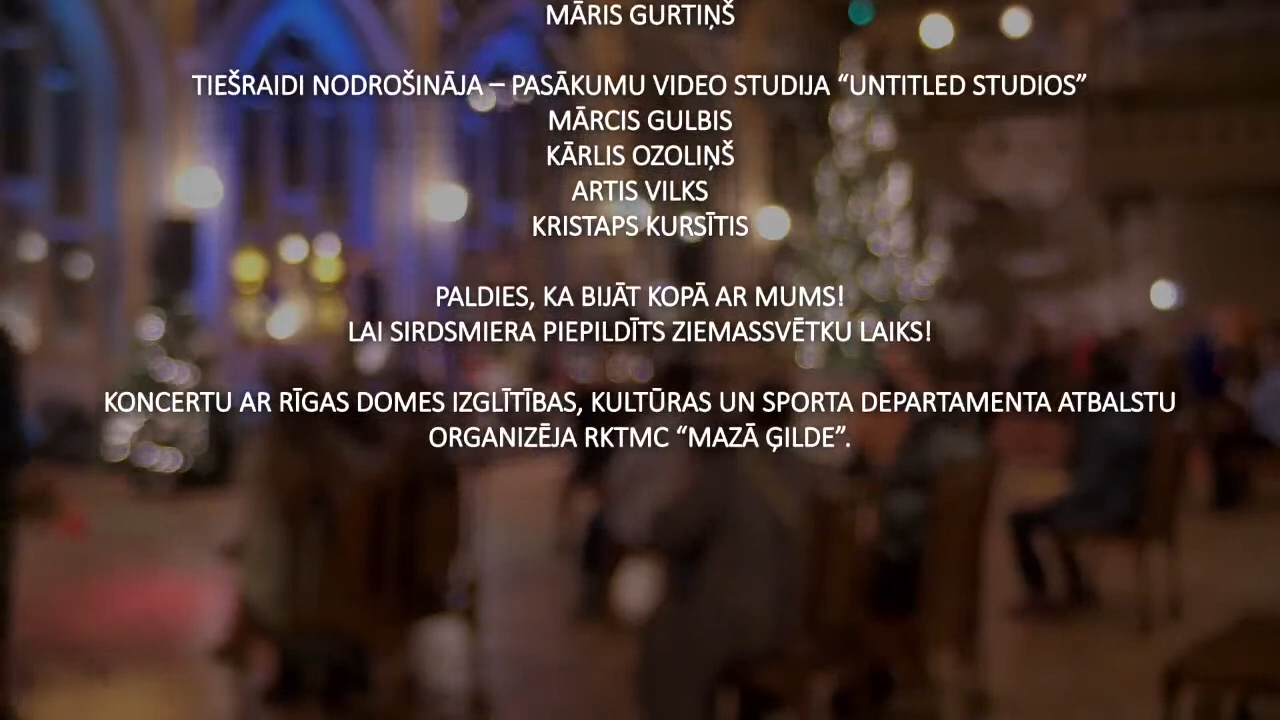 MĀRIS GURTIŅŠ
TIEŠRAIDI NODROŠINĀJA – PASĀKUMU VIDEO STUDIJA “UNTITLED STUDIOS”
MĀRCIS GULBIS
KĀRLIS OZOLIŅŠ
ARTIS VILKS
KRISTAPS KURSĪTIS
PALDIES, KA BIJĀT KOPĀ AR MUMS!
LAI SIRDSMIERA PIEPILDĪTS ZIEMASSVĒTKU LAIKS!
KONCERTU AR RĪGAS DOMES IZGLĪTĪBAS, KULTŪRAS UN SPORTA DEPARTAMENTA ATBALSTU
ORGANIZĒJA RKTMC “MAZĀ ĢILDE”.